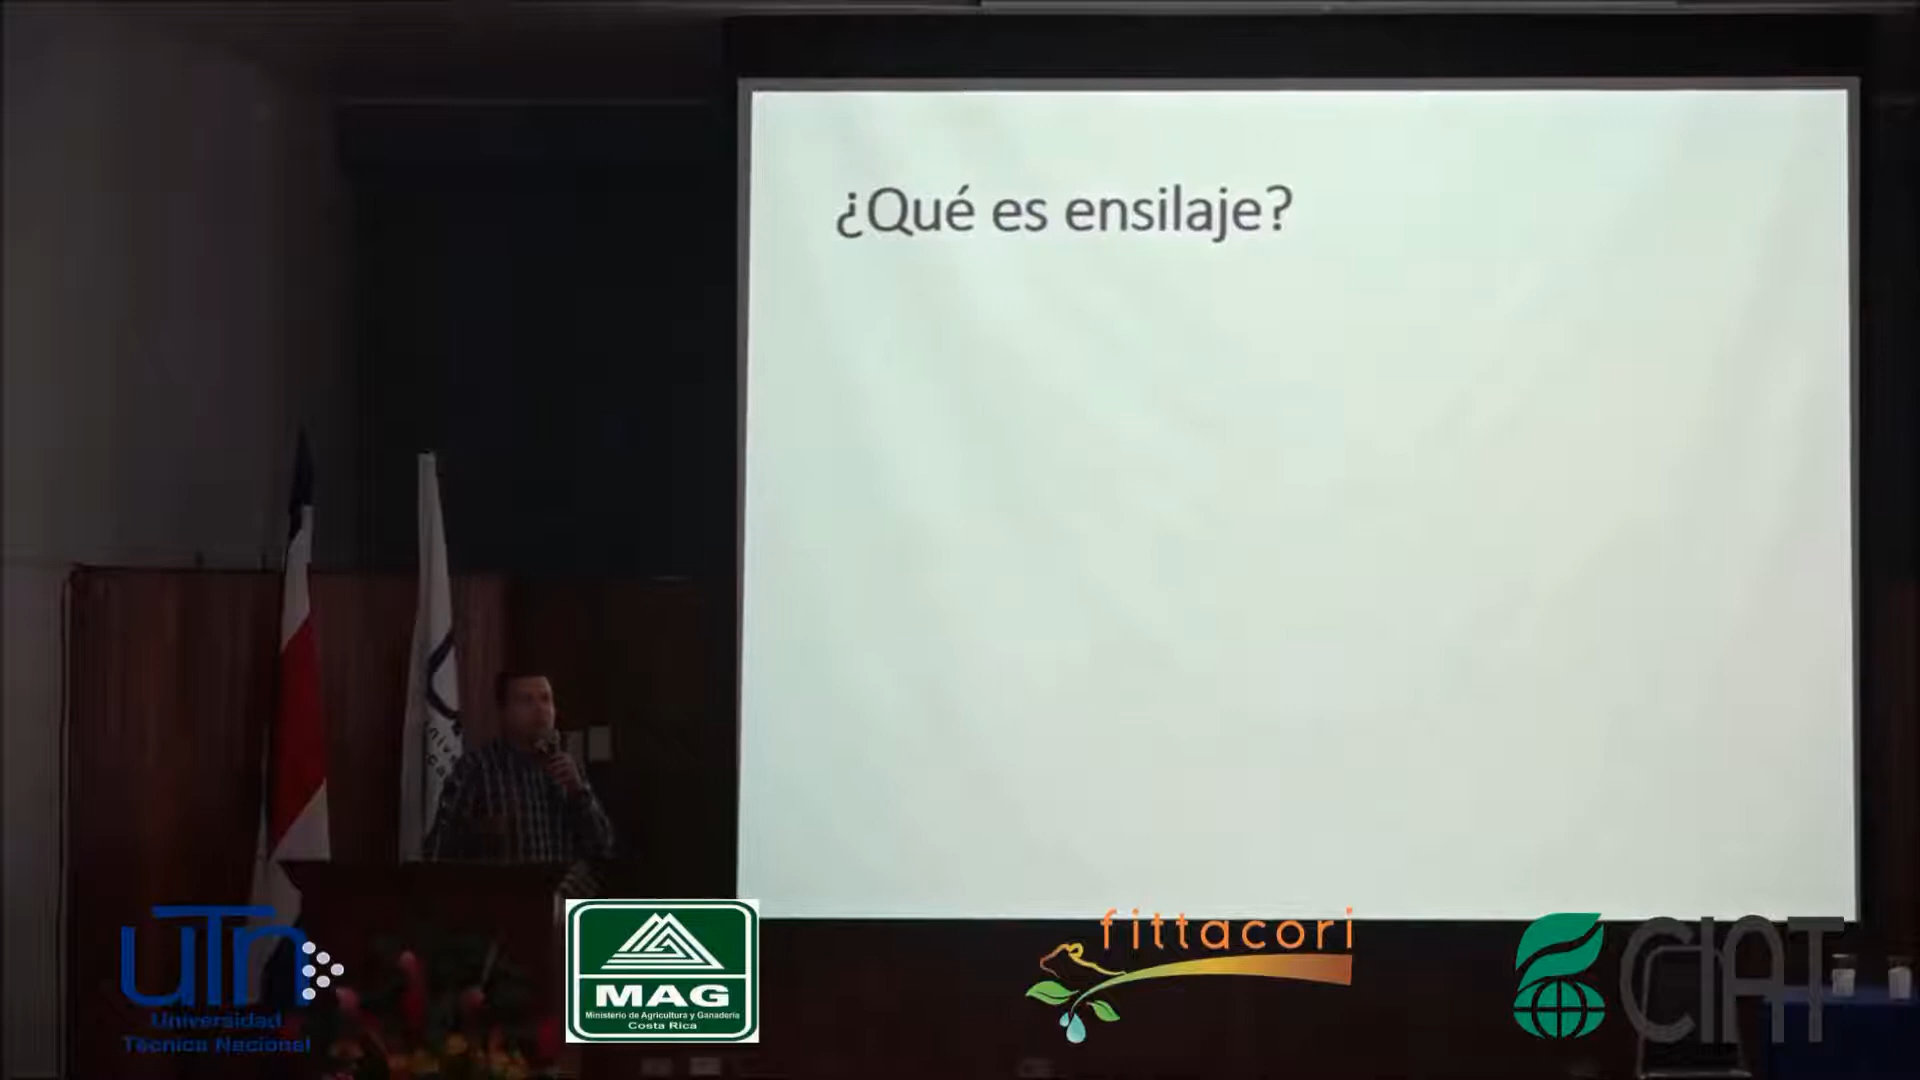 ¿Qué es ensilaje?
uTn
Universidad
Técnica Nacional
MAG
Ministerio de Agricultura y Ganadería
Costa Rica
fittacori
CIAT